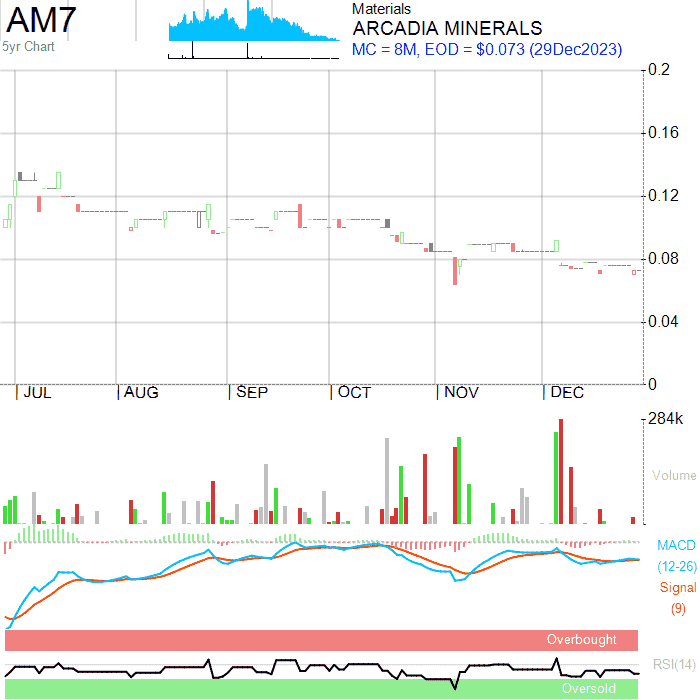 AM7
5yr Chart
Materials
ARCADIA MINERALS
MC = 8M, EOD = $0.073 (29Dec2023)
0.2
0.16
0.12
0.08
0.04
0
JUL AUG SEP OCT NOV DEC
284k
Volume
MACD
(12-26)
Signal
(9)
Overbought
RSI(14)
Oversold